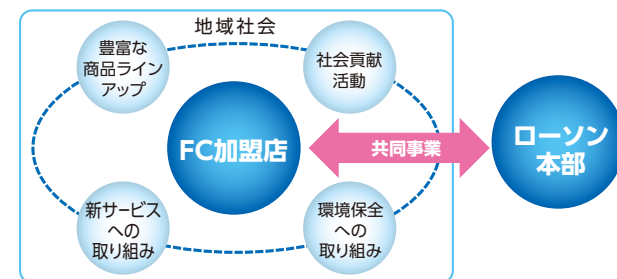 地域社会
豊富な
商品ライン
アップ
社会貢献
活動
FC加盟店
共同事業
ローソン
本部
新サービス
への
取り組み
環境保全
への
取り組み